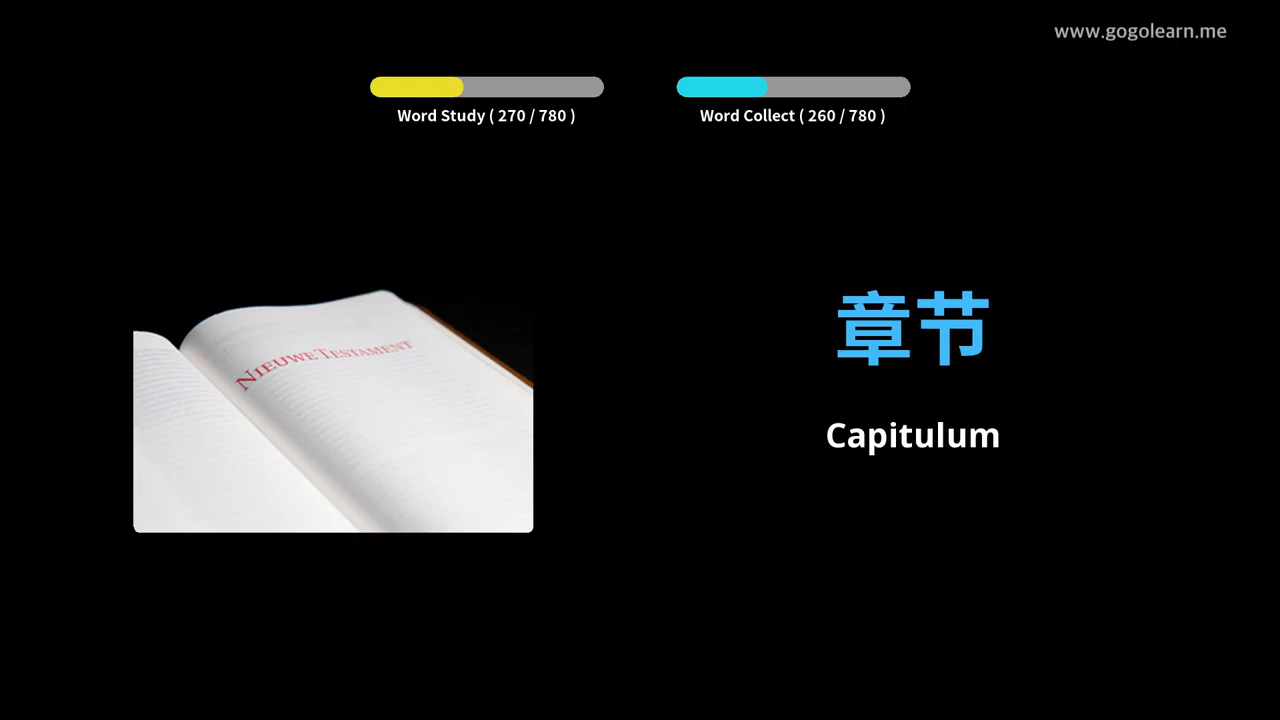 www.gogolearn.me
Word Study ( 270 / 780 )
Word Collect ( 260 / 780 )
NIEUWE TESTAMENT
章节
Capitulum